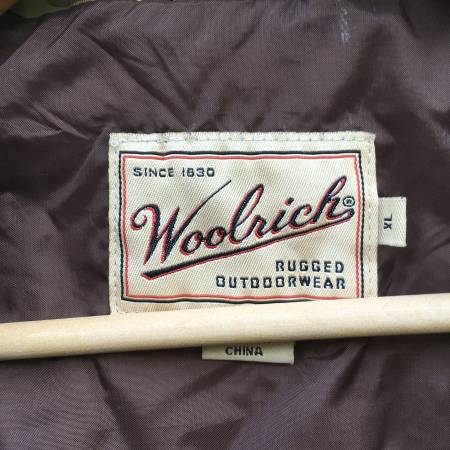 SINCE 1830
Woolrich®
RUGGED
OUTDOORWEAR
XL
CHINA